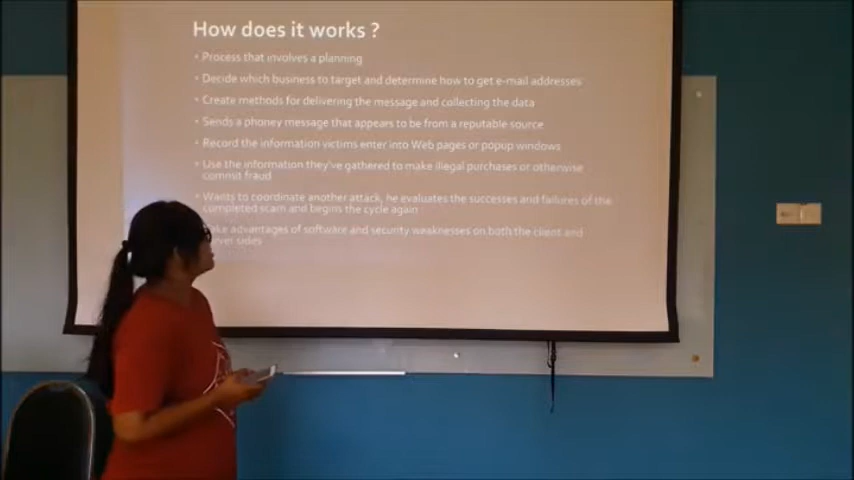 How does it works ?
• Process that involves a planning
• Decide which business to target and determine how to get e-mail addresses
• Create methods for delivering the message and collecting the data
• Sends a phoney message that appears to be from a reputable source
• Record the information victims enter into Web pages or popup windows
• Use the information they've gathered to make illegal purchases or otherwise
commit fraud
• Wants to coordinate another attack, he evaluates the successes and failures of the
completed scam and begins the cycle again
advantages of software and security weaknesses on both the client and
sides